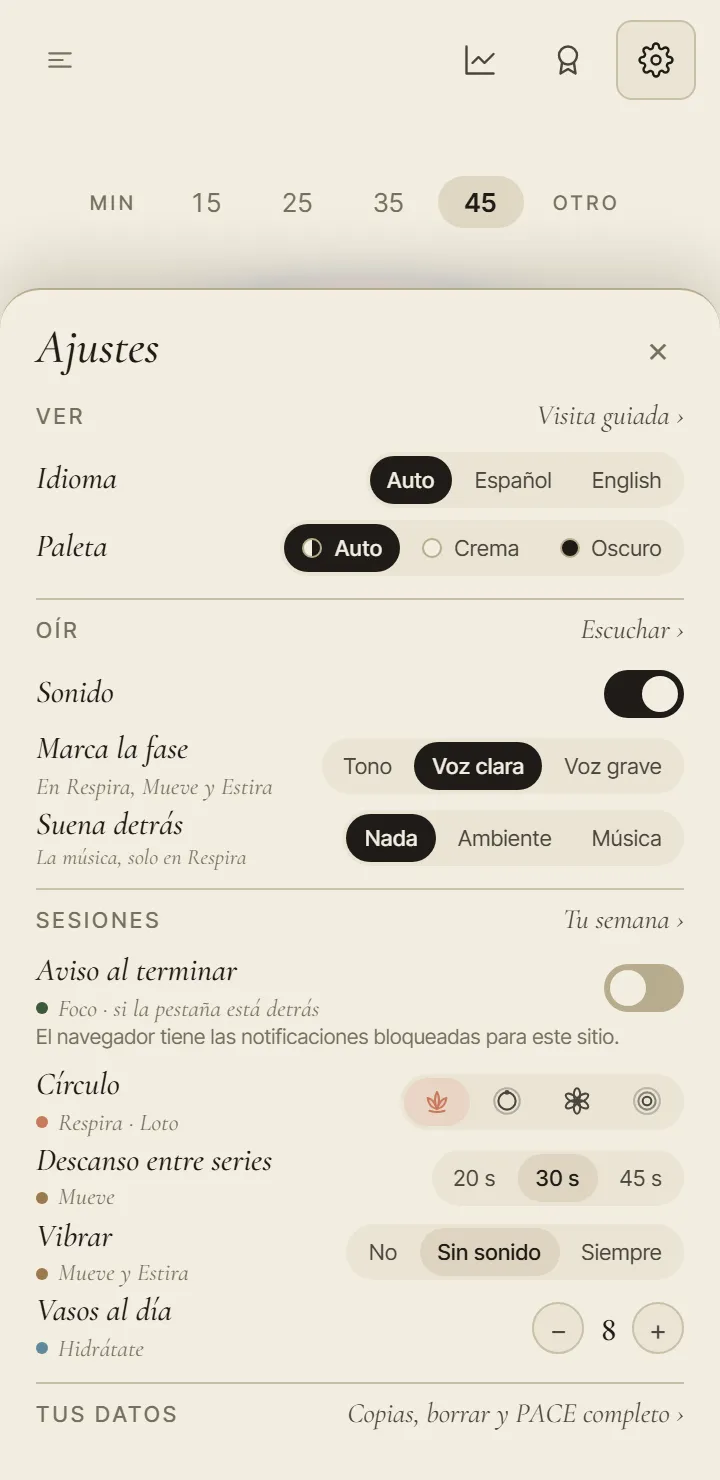 MIN 15 25 35 45 OTRO
Ajustes ×
VER Visita guiada ›
Idioma Auto Español English
Paleta Auto Crema Oscuro
OÍR Escuchar ›
Sonido
Marca la fase Tono Voz clara Voz grave
En Respira, Mueve y Estira
Suena detrás Nada Ambiente Música
La música, solo en Respira
SESIONES Tu semana ›
Aviso al terminar
Foco · si la pestaña está detrás
El navegador tiene las notificaciones bloqueadas para este sitio.
Círculo
Respira · Loto
Descanso entre series 20 s 30 s 45 s
Mueve
Vibrar No Sin sonido Siempre
Mueve y Estira
Vasos al día − 8 +
Hidrátate
TUS DATOS Copias, borrar y PACE completo ›